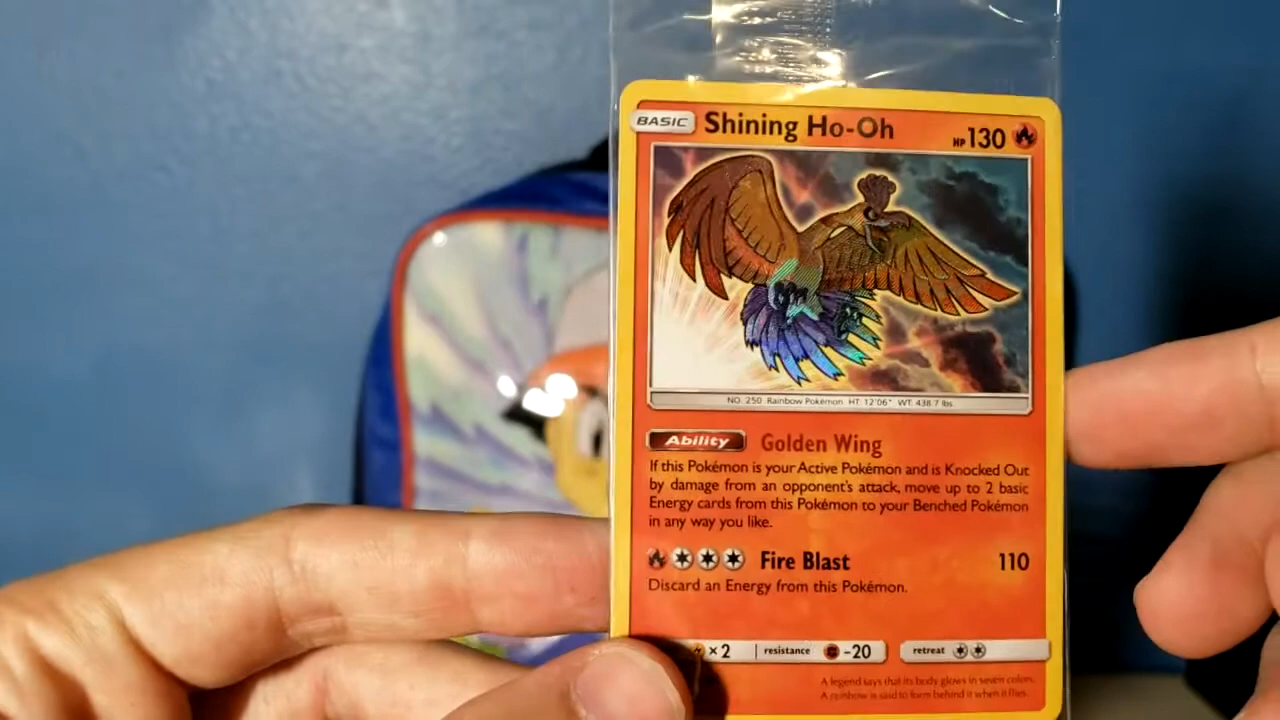 BASIC Shining Ho-Oh HP 130
NO. 250 Rainbow Pokémon HT: 12'06" WT: 438.7 lbs.
Ability Golden Wing
If this Pokémon is your Active Pokémon and is Knocked Out
by damage from an opponent's attack, move up to 2 basic
Energy cards from this Pokémon to your Benched Pokémon
in any way you like.
Fire Blast 110
Discard an Energy from this Pokémon.
×2 resistance -20 retreat
A legend says that its body glows in seven colors.
A rainbow is said to form behind it when it flies.